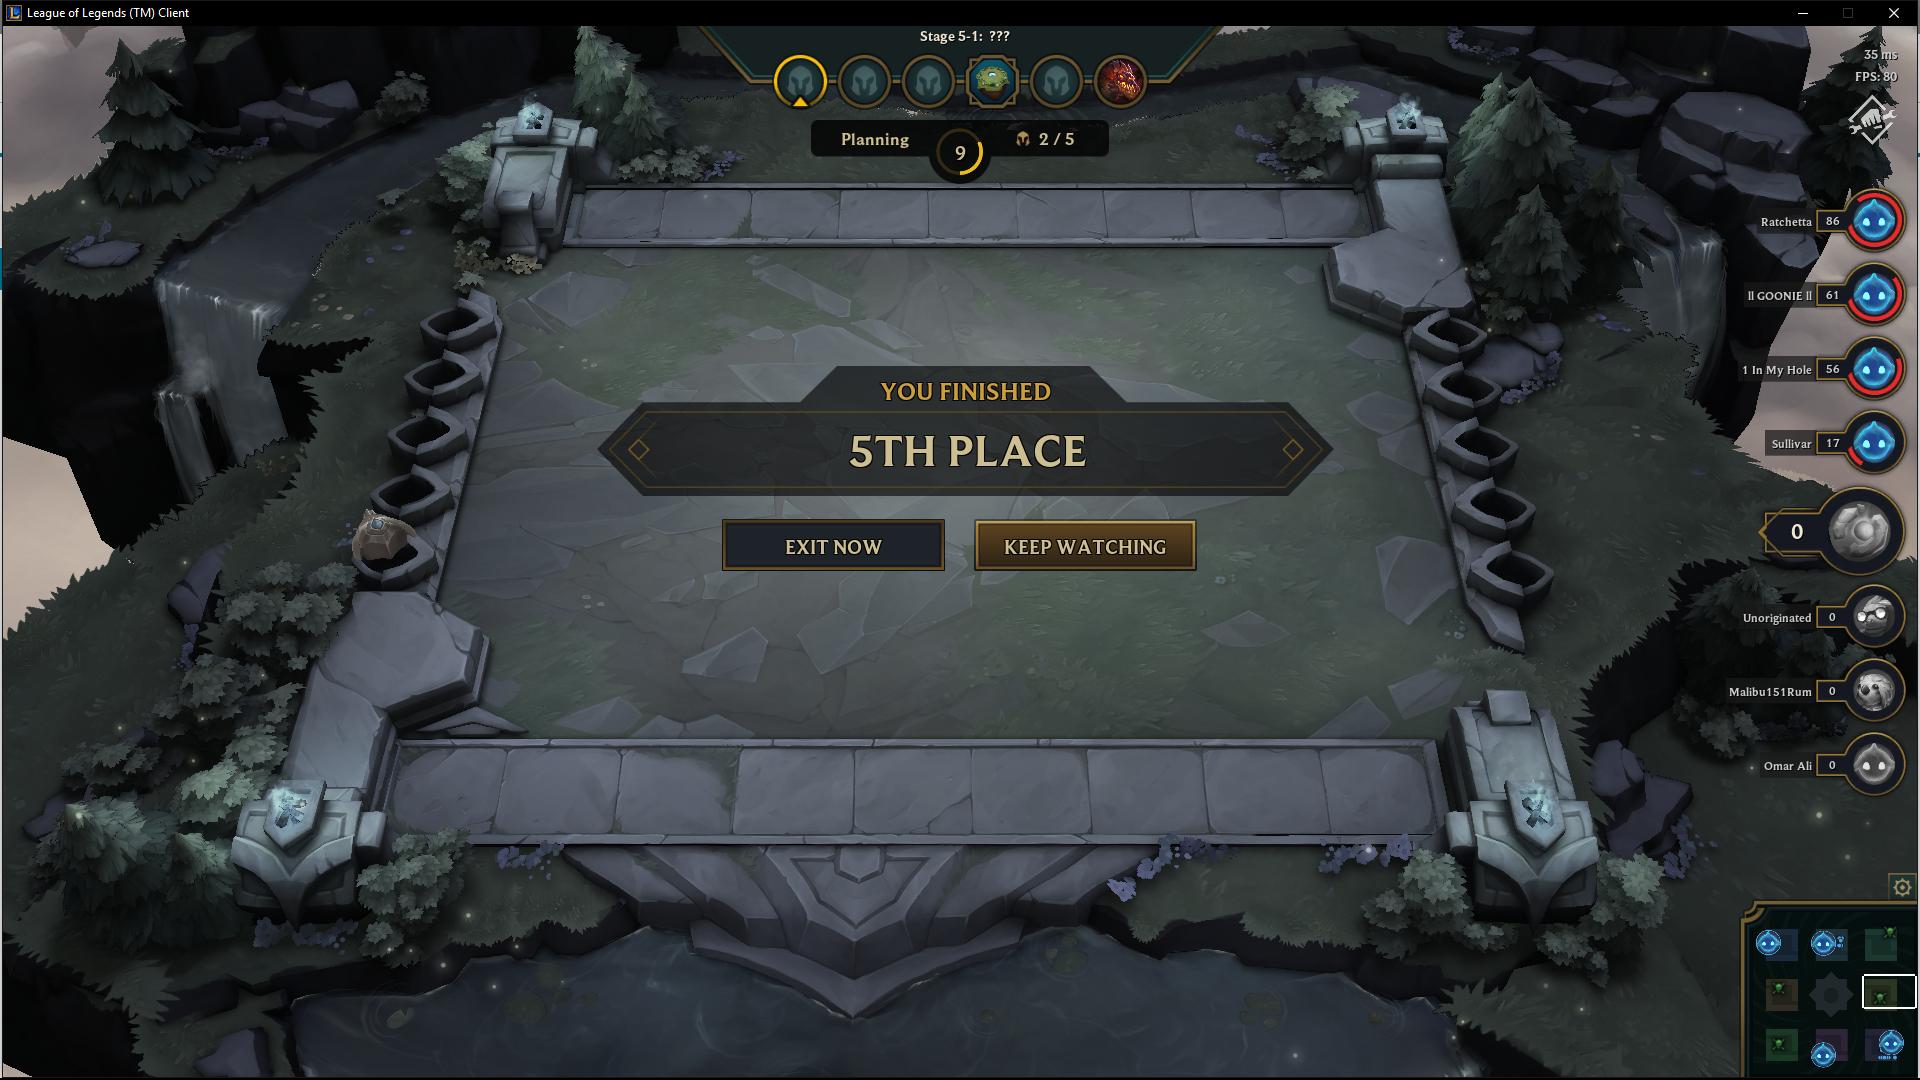 League of Legends (TM) Client
Stage 5-1: ???
35 ms
FPS: 80
Planning
9
2 / 5
Ratchetta 86
ll GOONIE ll 61
1 In My Hole 56
YOU FINISHED
5TH PLACE
Sullivar 17
0
EXIT NOW
KEEP WATCHING
Unoriginated 0
Malibu151Rum 0
Omar Ali 0